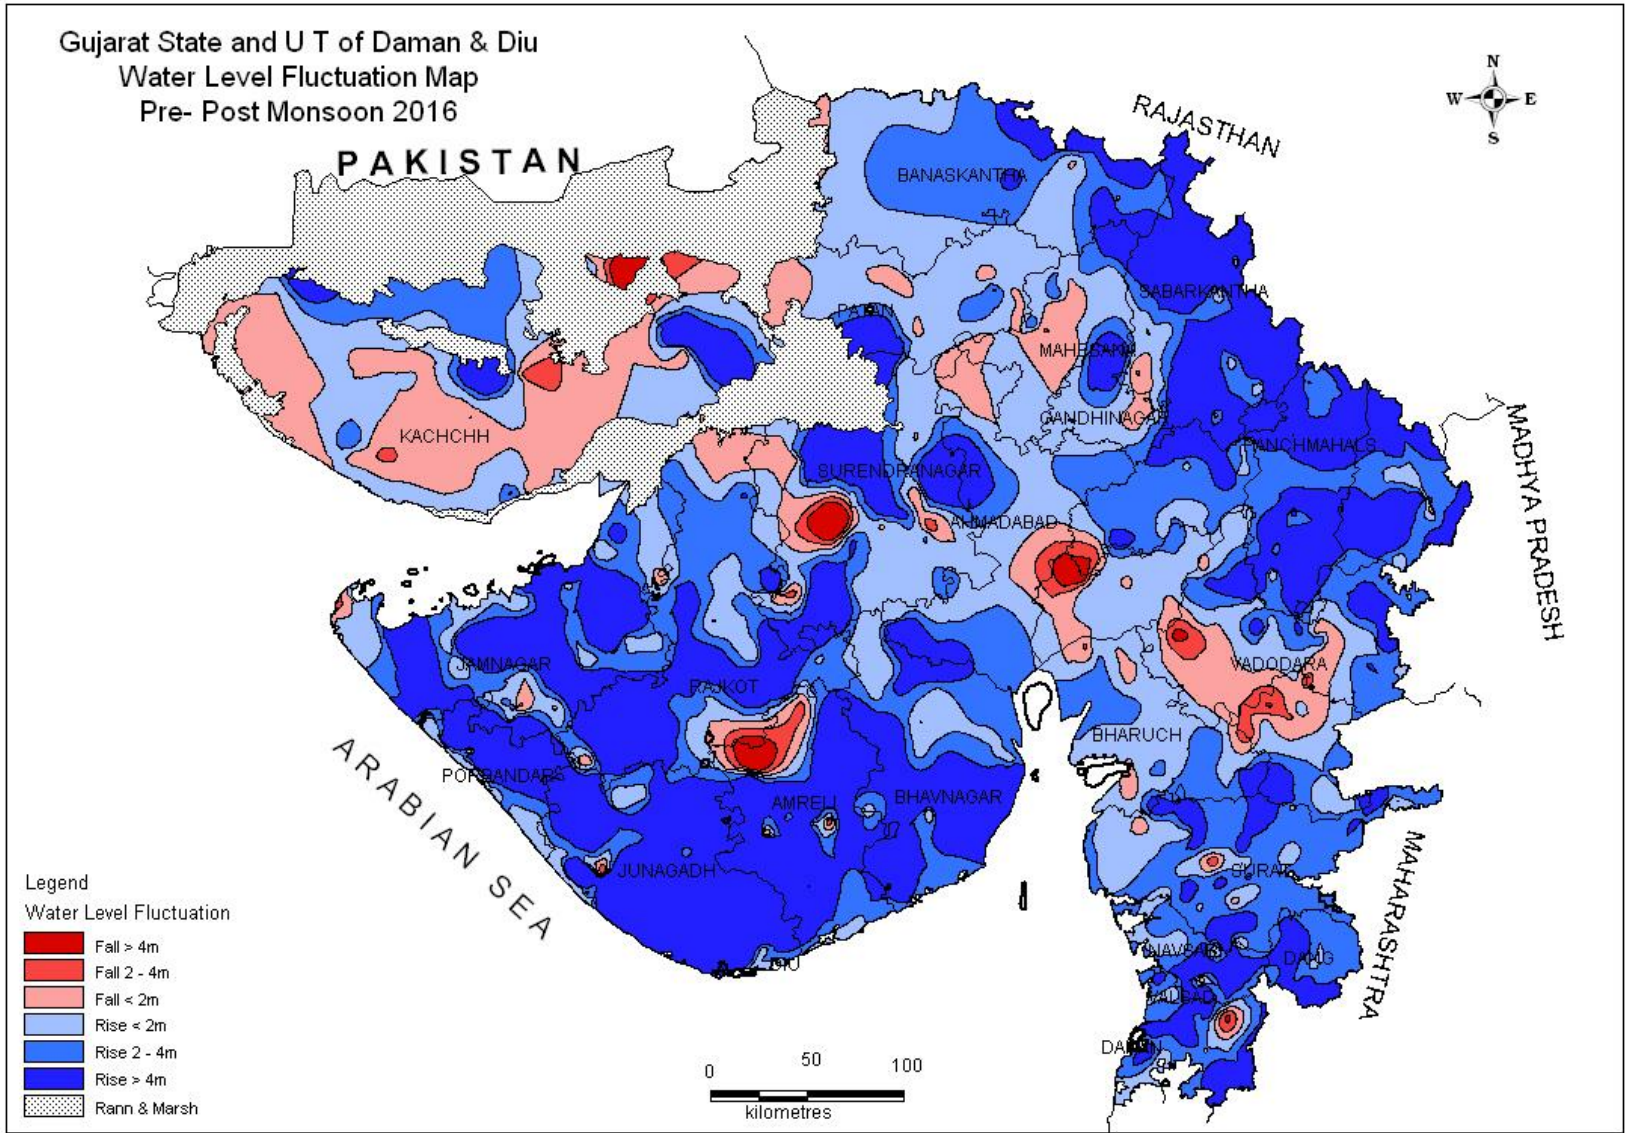 Gujarat State and U T of Daman & Diu
Water Level Fluctuation Map
Pre- Post Monsoon 2016
N
W E
S
RAJASTHAN
PAKISTAN
BANASKANTHA
SABARKANTHA
PATAN
MAHESANA
GANDHINAGAR
KACHCHH
PANCHMAHALS
MADHYA PRADESH
SURENDRANAGAR
AHMADABAD
JAMNAGAR
RAJKOT
VADODARA
BHARUCH
PORBANDARS
AMRELI
BHAVNAGAR
ARABIAN SEA
JUNAGADH
SURAT
MAHARASHTRA
NAVSARI
DANG
DIU
VALSAD
DAMAN
Legend
Water Level Fluctuation
Fall > 4m
Fall 2 - 4m
Fall < 2m
Rise < 2m
Rise 2 - 4m
Rise > 4m
Rann & Marsh
0 50 100
kilometres